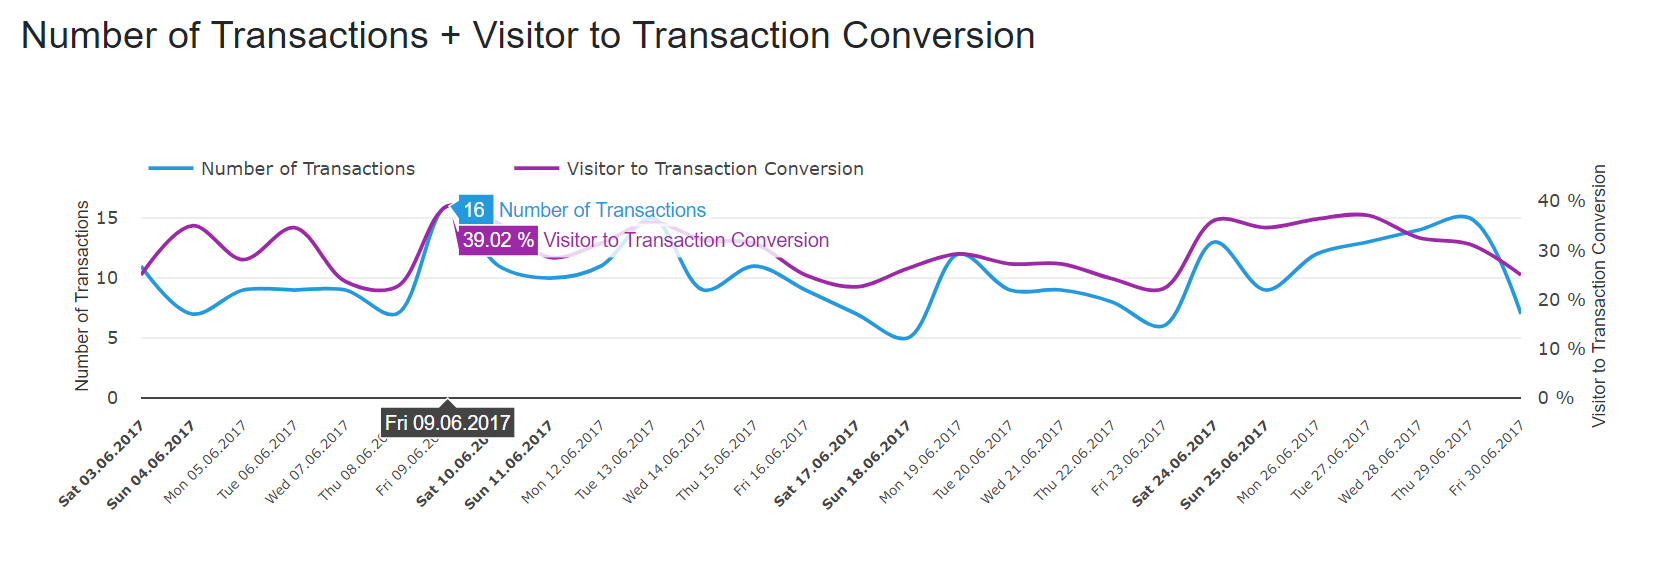 Number of Transactions + Visitor to Transaction Conversion
Number of Transactions
Visitor to Transaction Conversion
Number of Transactions
15
10
5
0
16 Number of Transactions
39.02 % Visitor to Transaction Conversion
40 %
30 %
20 %
10 %
0 %
Visitor to Transaction Conversion
Fri 09.06.2017
Sat 03.06.2017
Sun 04.06.2017
Mon 05.06.2017
Tue 06.06.2017
Wed 07.06.2017
Thu 08.06.20
Fri 09.06.20
Sat 10.06.20
Sun 11.06.2017
Mon 12.06.2017
Tue 13.06.2017
Wed 14.06.2017
Thu 15.06.2017
Fri 16.06.2017
Sat 17.06.2017
Sun 18.06.2017
Mon 19.06.2017
Tue 20.06.2017
Wed 21.06.2017
Thu 22.06.2017
Fri 23.06.2017
Sat 24.06.2017
Sun 25.06.2017
Mon 26.06.2017
Tue 27.06.2017
Wed 28.06.2017
Thu 29.06.2017
Fri 30.06.2017